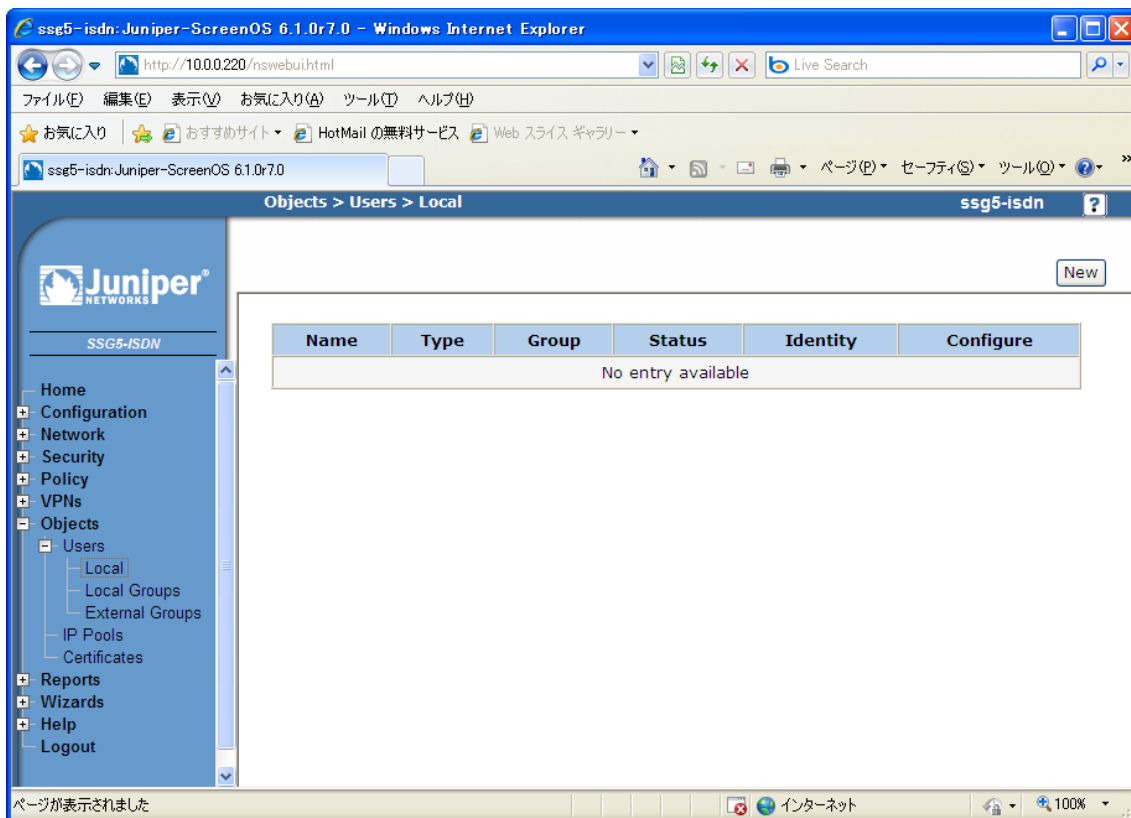 ssg5-isdn:Juniper-ScreenOS 6.1.0r7.0 - Windows Internet Explorer
http://10.0.0.220/nswebui.html
Live Search
ファイル(F) 編集(E) 表示(V) お気に入り(A) ツール(T) ヘルプ(H)
お気に入り おすすめサイト HotMail の無料サービス Web スライス ギャラリー
ssg5-isdn:Juniper-ScreenOS 6.1.0r7.0
ページ(P) セーフティ(S) ツール(O)
Objects > Users > Local
ssg5-isdn
?
Juniper®
NETWORKS
New
SSG5-ISDN
Name Type Group Status Identity Configure
No entry available
Home
Configuration
Network
Security
Policy
VPNs
Objects
Users
Local
Local Groups
External Groups
IP Pools
Certificates
Reports
Wizards
Help
Logout
ページが表示されました
インターネット
100%